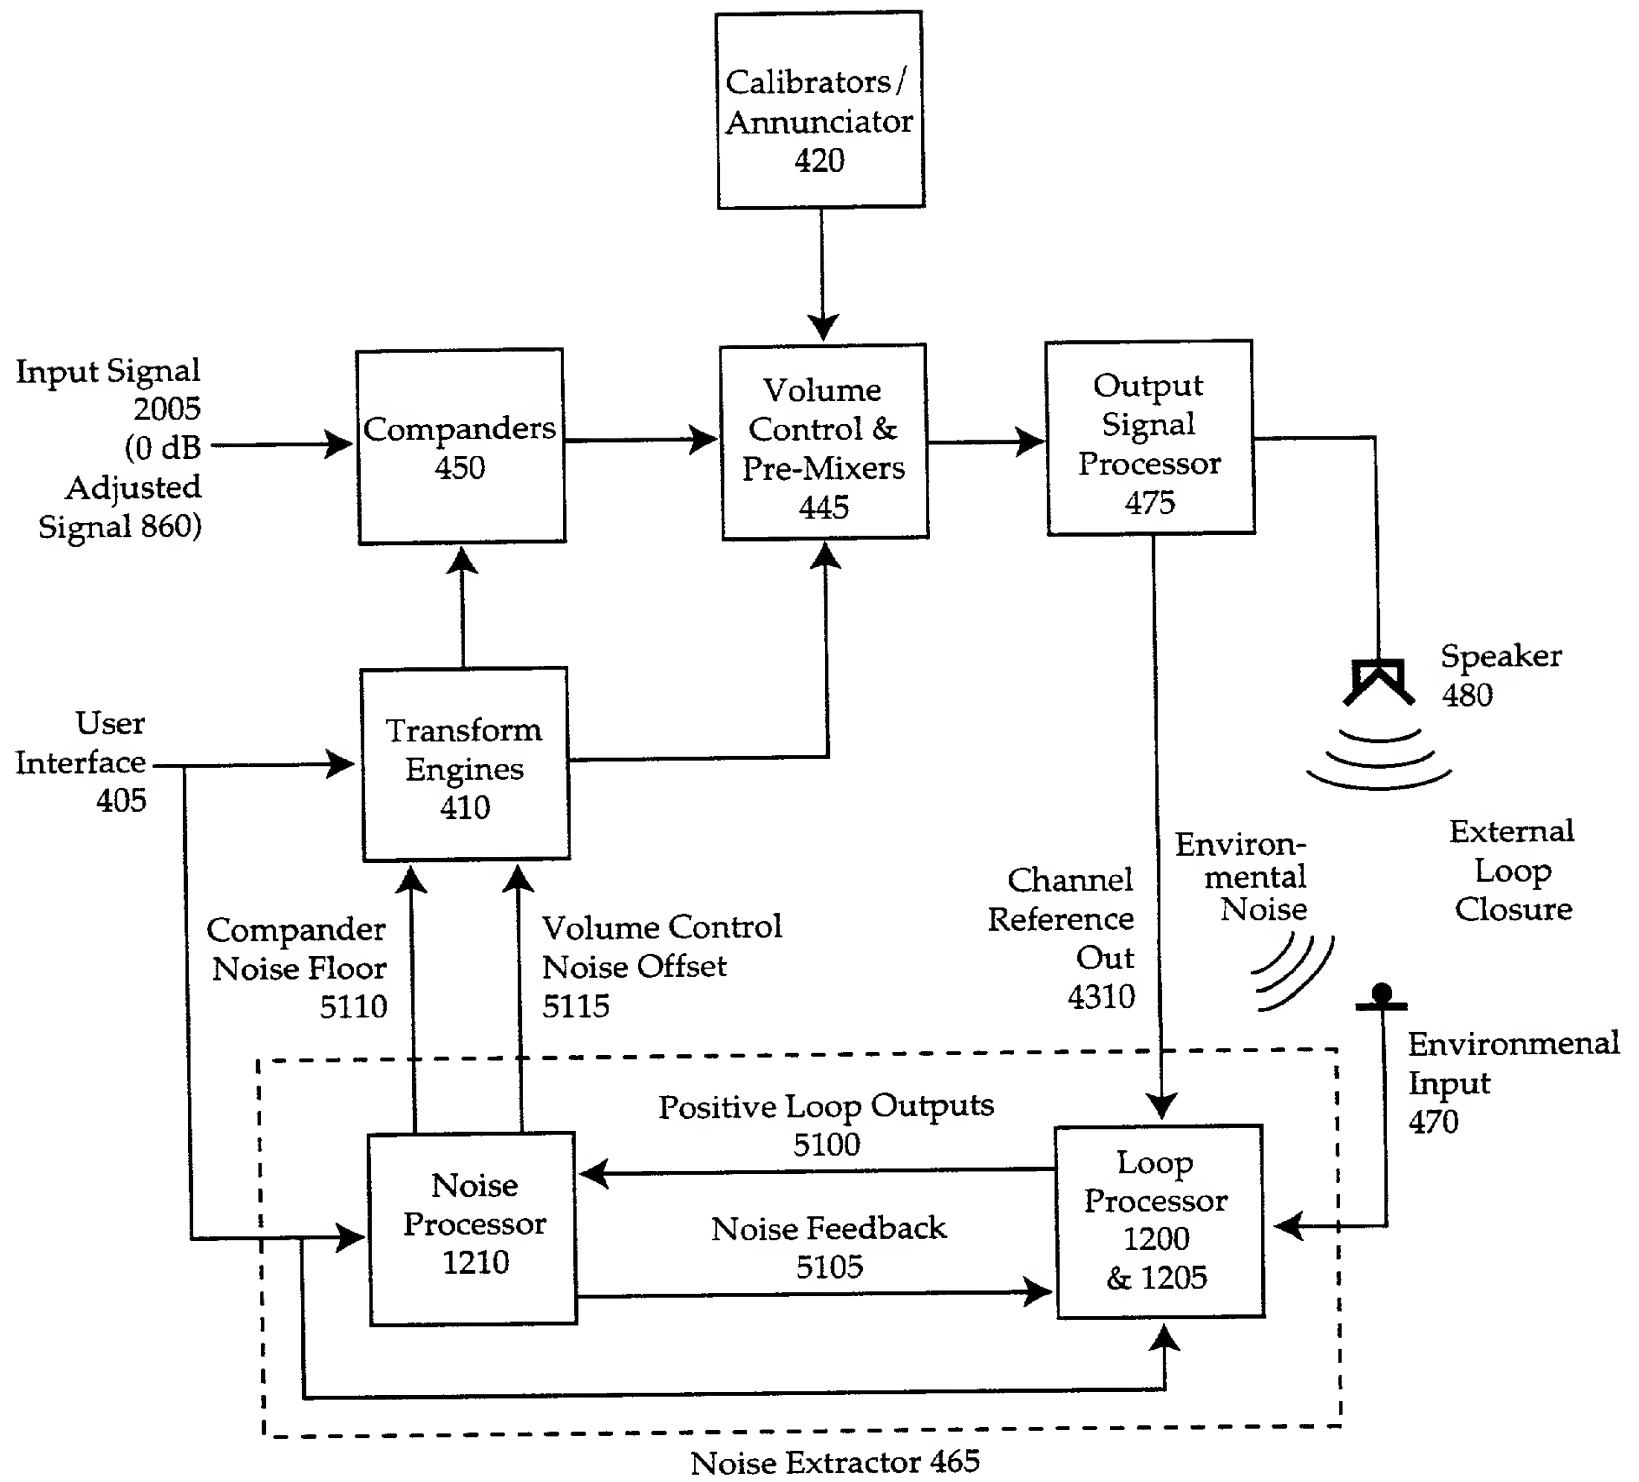 Calibrators/
Annunciator
420
Input Signal
2005
(0 dB
Adjusted
Signal 860)
Companders
450
Volume
Control &
Pre-Mixers
445
Output
Signal
Processor
475
Speaker
480
User
Interface
405
Transform
Engines
410
External
Loop
Closure
Environ-
mental
Noise
Channel
Reference
Out
4310
Compander
Noise Floor
5110
Volume Control
Noise Offset
5115
Environmenal
Input
470
Positive Loop Outputs
5100
Noise
Processor
1210
Noise Feedback
5105
Loop
Processor
1200
& 1205
Noise Extractor 465